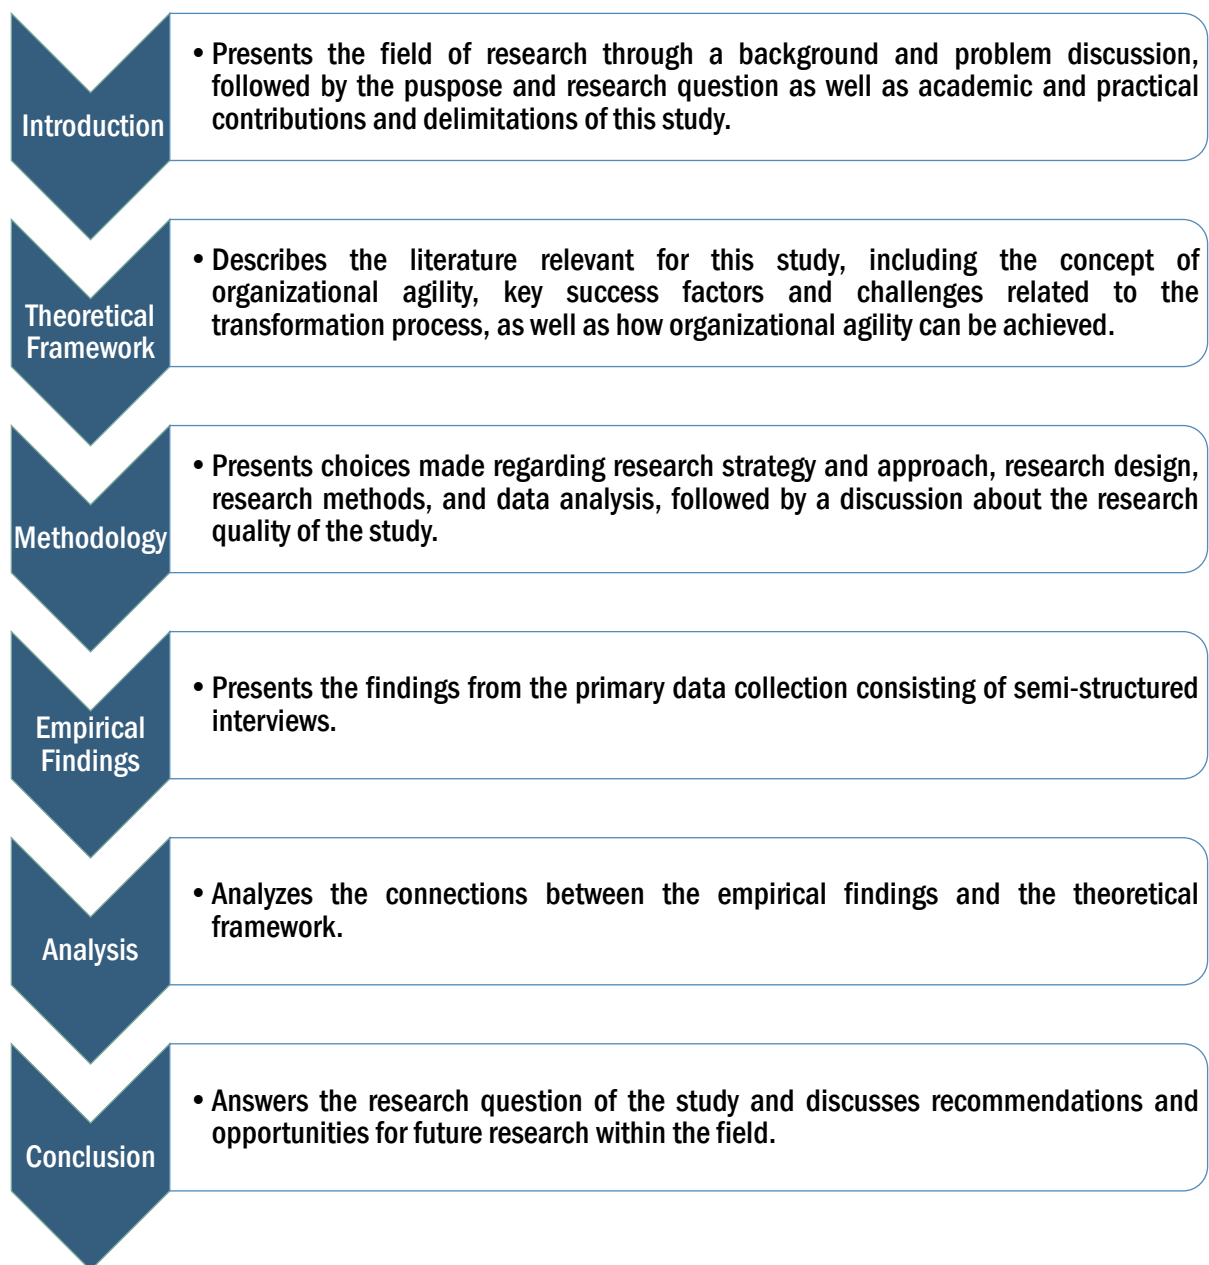 Introduction
• Presents the field of research through a background and problem discussion,
followed by the puspose and research question as well as academic and practical
contributions and delimitations of this study.
Theoretical
Framework
• Describes the literature relevant for this study, including the concept of
organizational agility, key success factors and challenges related to the
transformation process, as well as how organizational agility can be achieved.
Methodology
• Presents choices made regarding research strategy and approach, research design,
research methods, and data analysis, followed by a discussion about the research
quality of the study.
Empirical
Findings
• Presents the findings from the primary data collection consisting of semi-structured
interviews.
Analysis
• Analyzes the connections between the empirical findings and the theoretical
framework.
Conclusion
• Answers the research question of the study and discusses recommendations and
opportunities for future research within the field.